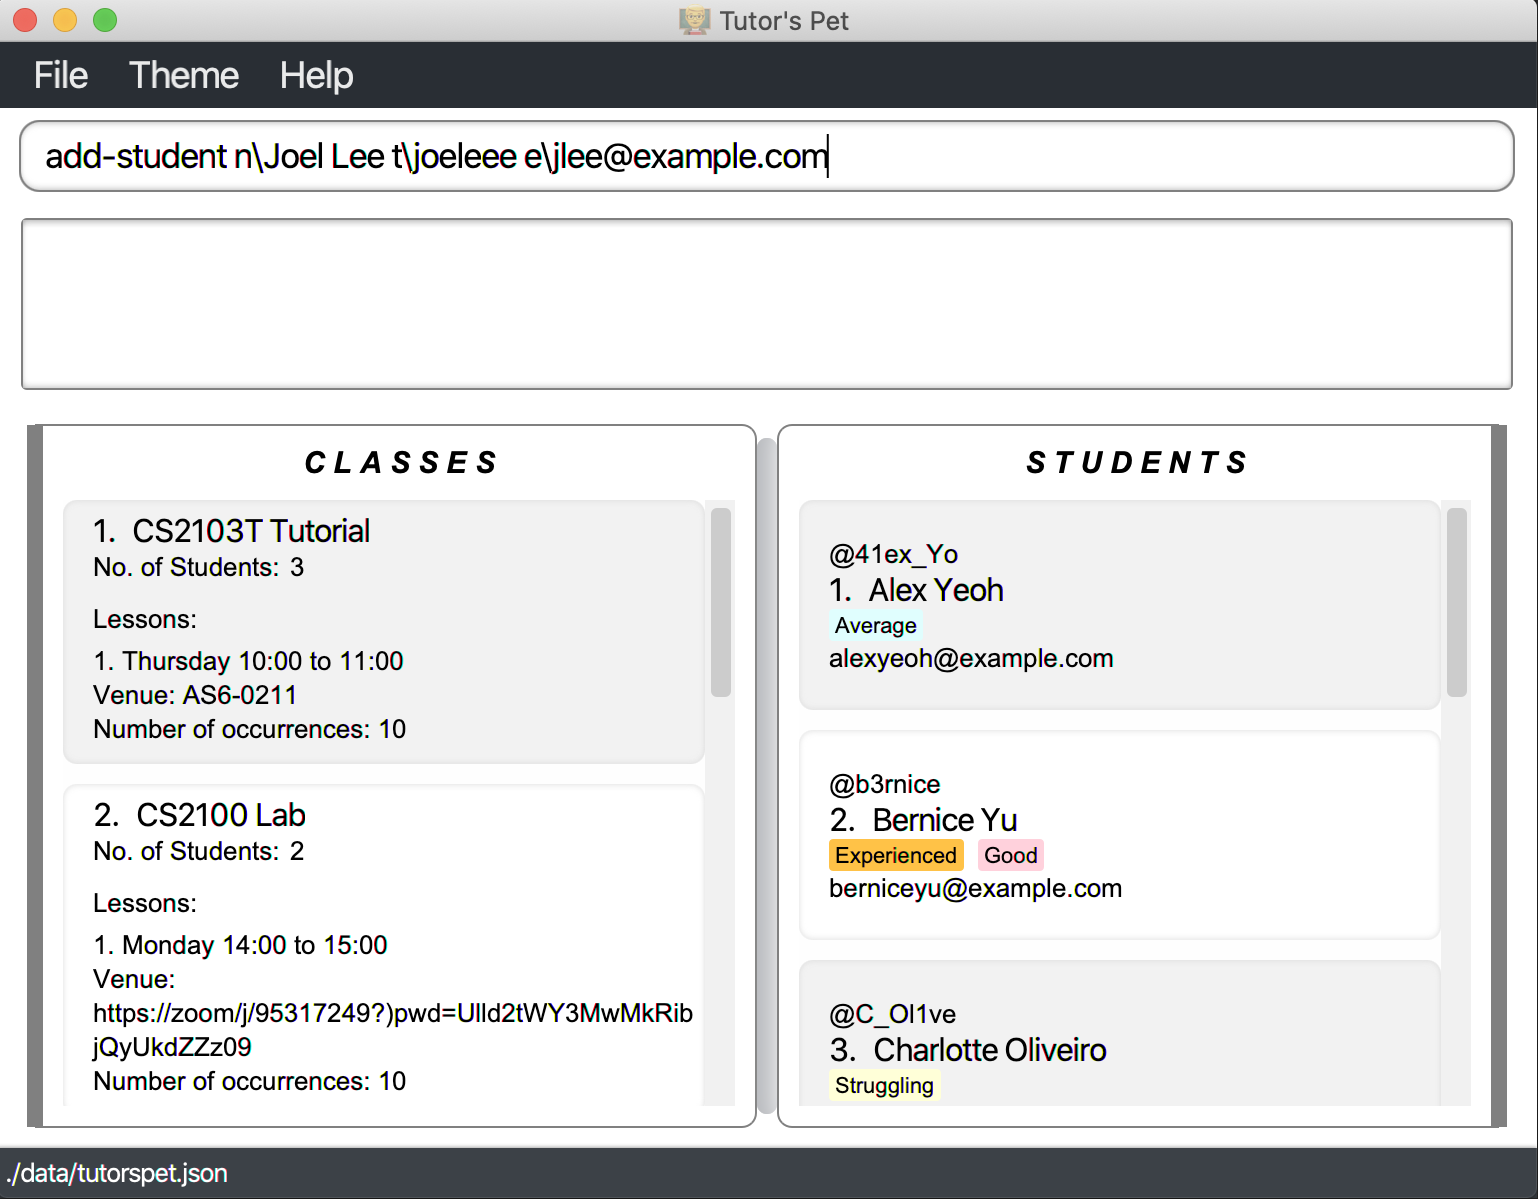 Tutor's Pet
File Theme Help
add-student n\Joel Lee t\joeleee e\jlee@example.com
CLASSES
1. CS2103T Tutorial
No. of Students: 3
Lessons:
1. Thursday 10:00 to 11:00
Venue: AS6-0211
Number of occurrences: 10
2. CS2100 Lab
No. of Students: 2
Lessons:
1. Monday 14:00 to 15:00
Venue:
https://zoom/j/95317249?)pwd=Ulld2tWY3MwMkRib
jQyUkdZZz09
Number of occurrences: 10
STUDENTS
@41ex_Yo
1. Alex Yeoh
Average
alexyeoh@example.com
@b3rnice
2. Bernice Yu
Experienced Good
berniceyu@example.com
@C_Ol1ve
3. Charlotte Oliveiro
Struggling
./data/tutorspet.json